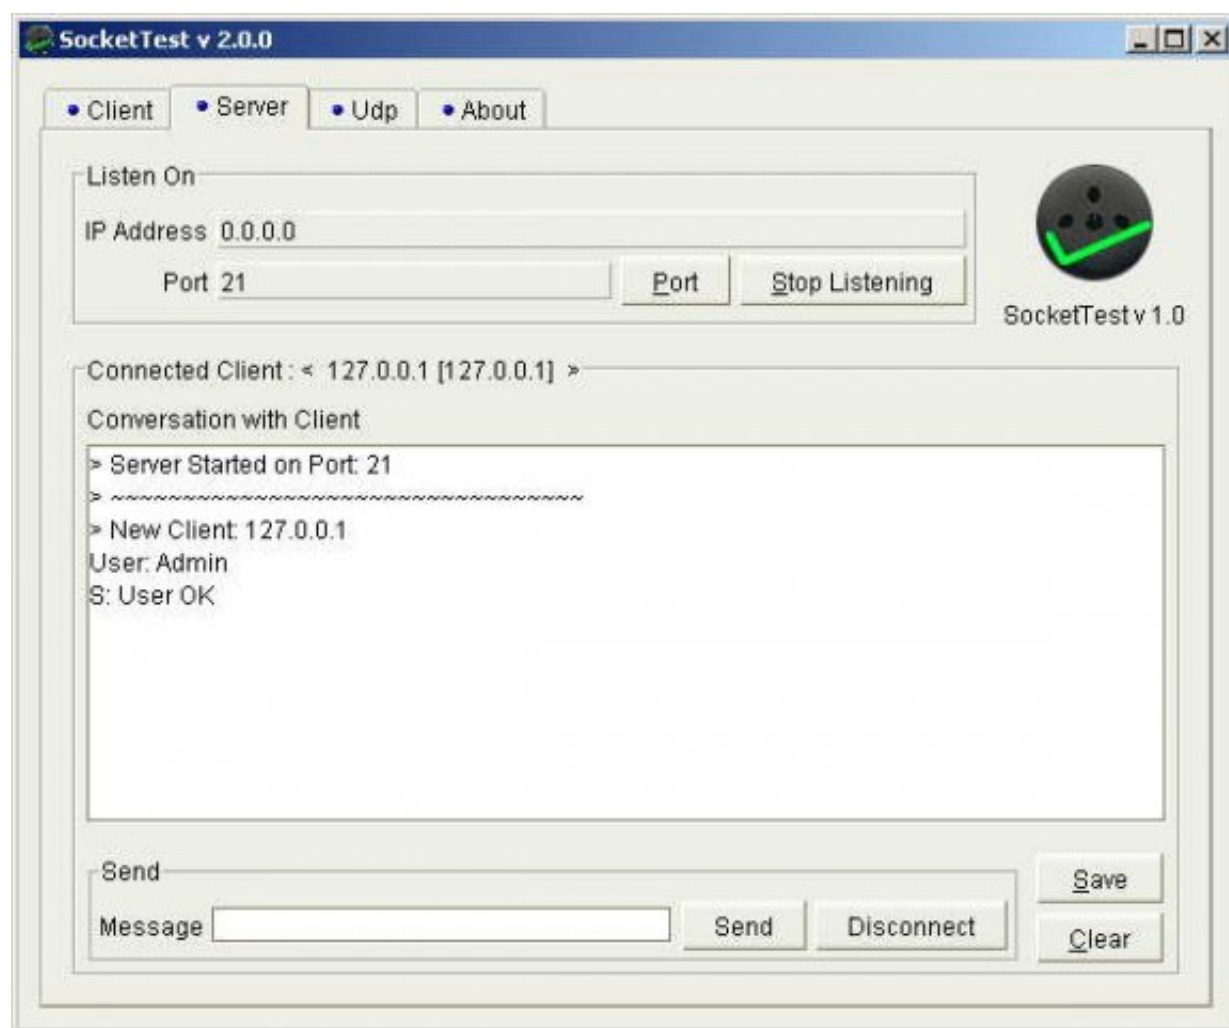 SocketTest v 2.0.0
Client Server Udp About
Listen On
IP Address 0.0.0.0
Port 21 Port Stop Listening
SocketTest v 1.0
Connected Client : < 127.0.0.1 [127.0.0.1] >
Conversation with Client
> Server Started on Port: 21
> ~~~~~~~~~~~~~~~~~~~~~~~~~~~~~~~~~
> New Client: 127.0.0.1
User: Admin
S: User OK
Send
Message Send Disconnect
Save
Clear